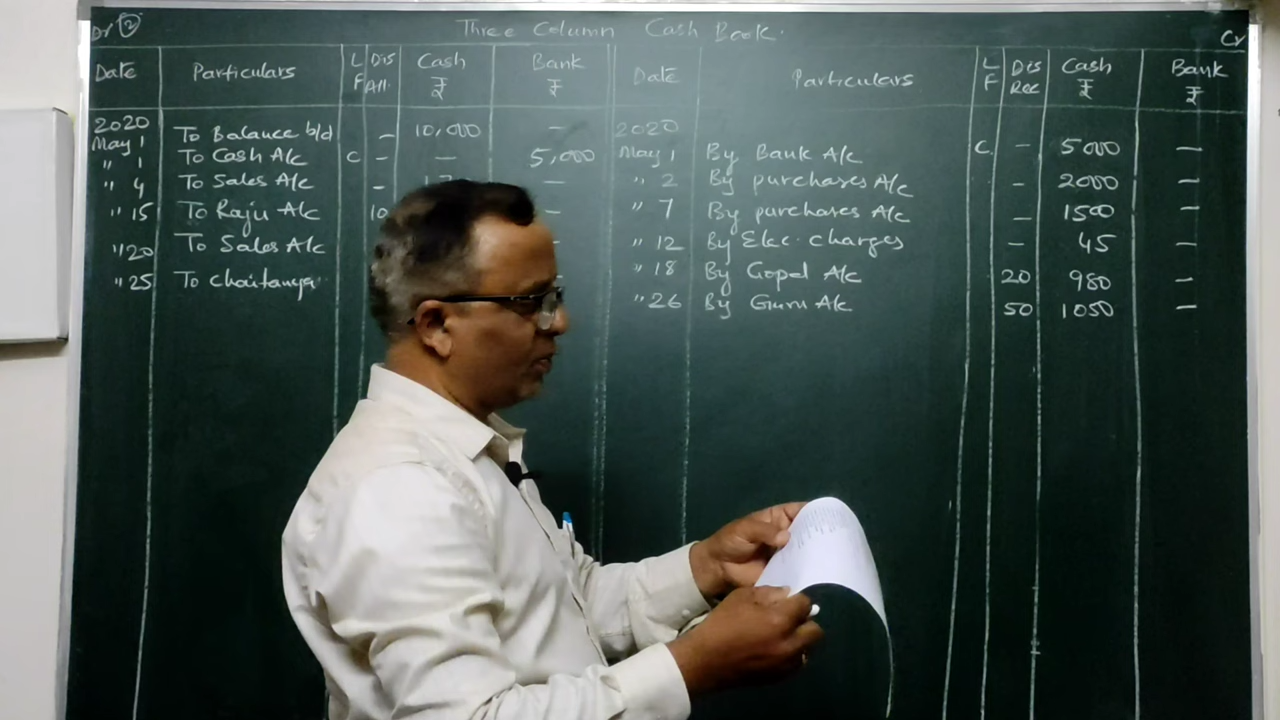 Dr ② Three Column Cash Book. Cr
Date Particulars L F Dis All. Cash ₹ Bank ₹ Date Particulars L F Dis Rec Cash ₹ Bank ₹
2020 2020
May 1 To Balance b/d - 10,000 - May 1 By Bank A/c C. - 5000 -
" 1 To Cash A/c C - - 5,000 " 2 By purchases A/c - 2000 -
" 4 To Sales A/c - - " 7 By purchases A/c - 1500 -
" 15 To Raju A/c - " 12 By Elec. charges - 45 -
" 20 To Sales A/c " 18 By Gopal A/c 20 980 -
" 25 To Chaitanya " 26 By Guru A/c 50 1050 -